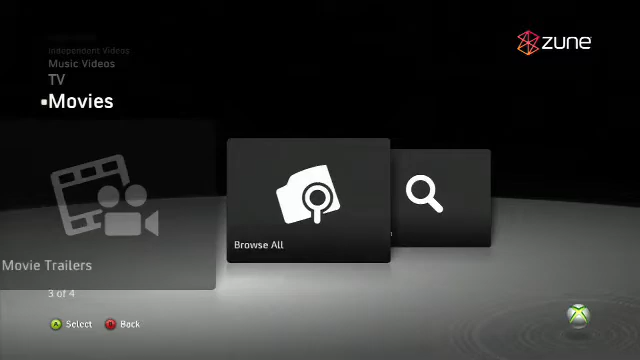 Independent Videos
Music Videos
TV
Movies
zune
Movie Trailers
Browse All
3 of 4
A Select
B Back